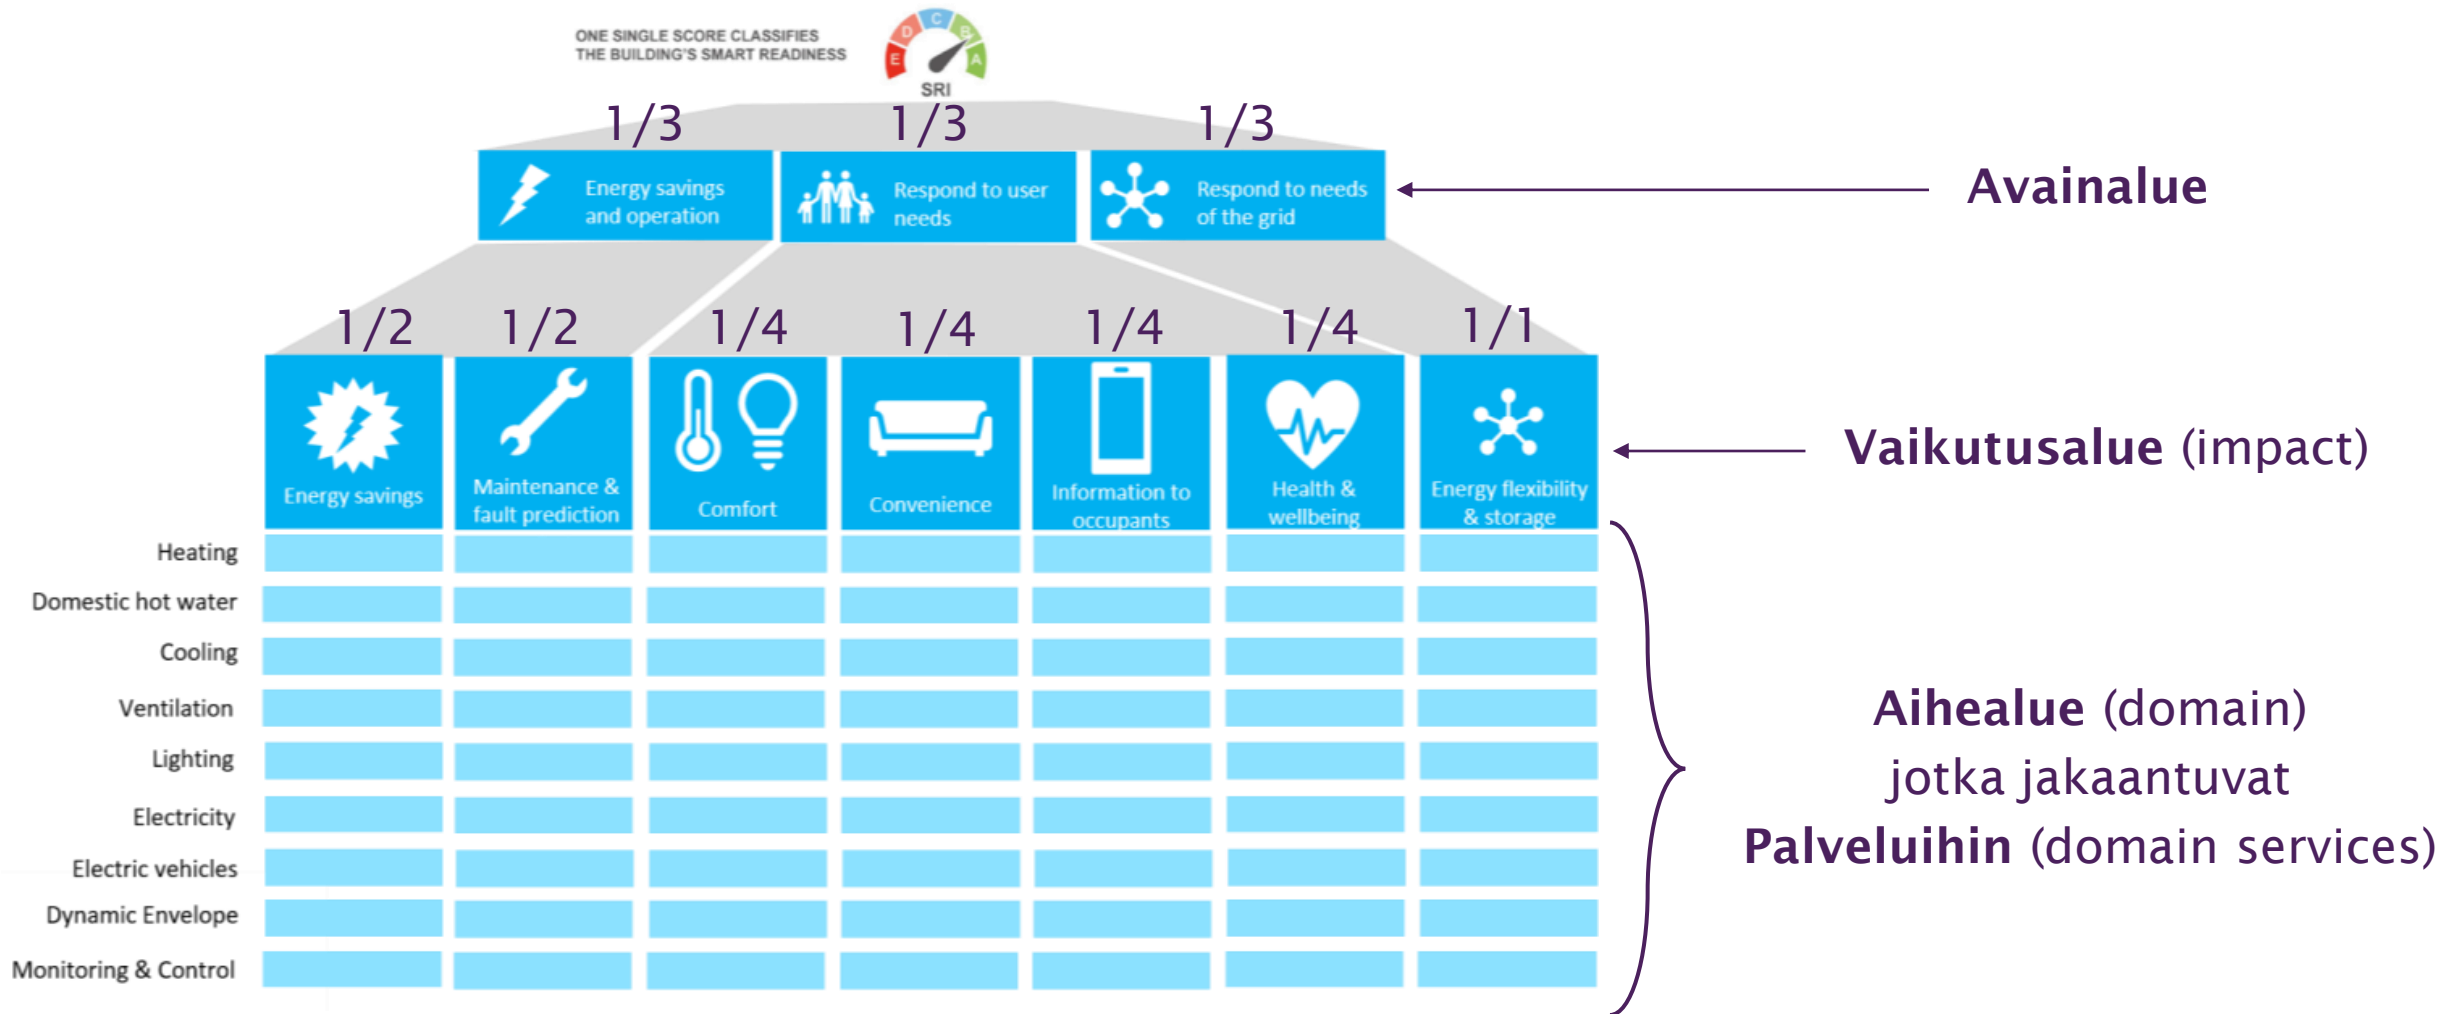 ONE SINGLE SCORE CLASSIFIES
THE BUILDING'S SMART READINESS
E
D
C
B
A
SRI
1/3
1/3
1/3
Energy savings
and operation
Respond to user
needs
Respond to needs
of the grid
Avainalue
1/2
1/2
1/4
1/4
1/4
1/4
1/1
Energy savings
Maintenance &
fault prediction
Comfort
Convenience
Information to
occupants
Health &
wellbeing
Energy flexibility
& storage
Vaikutusalue (impact)
Heating
Domestic hot water
Cooling
Ventilation
Lighting
Electricity
Electric vehicles
Dynamic Envelope
Monitoring & Control
Aihealue (domain)
jotka jakaantuvat
Palveluihin (domain services)